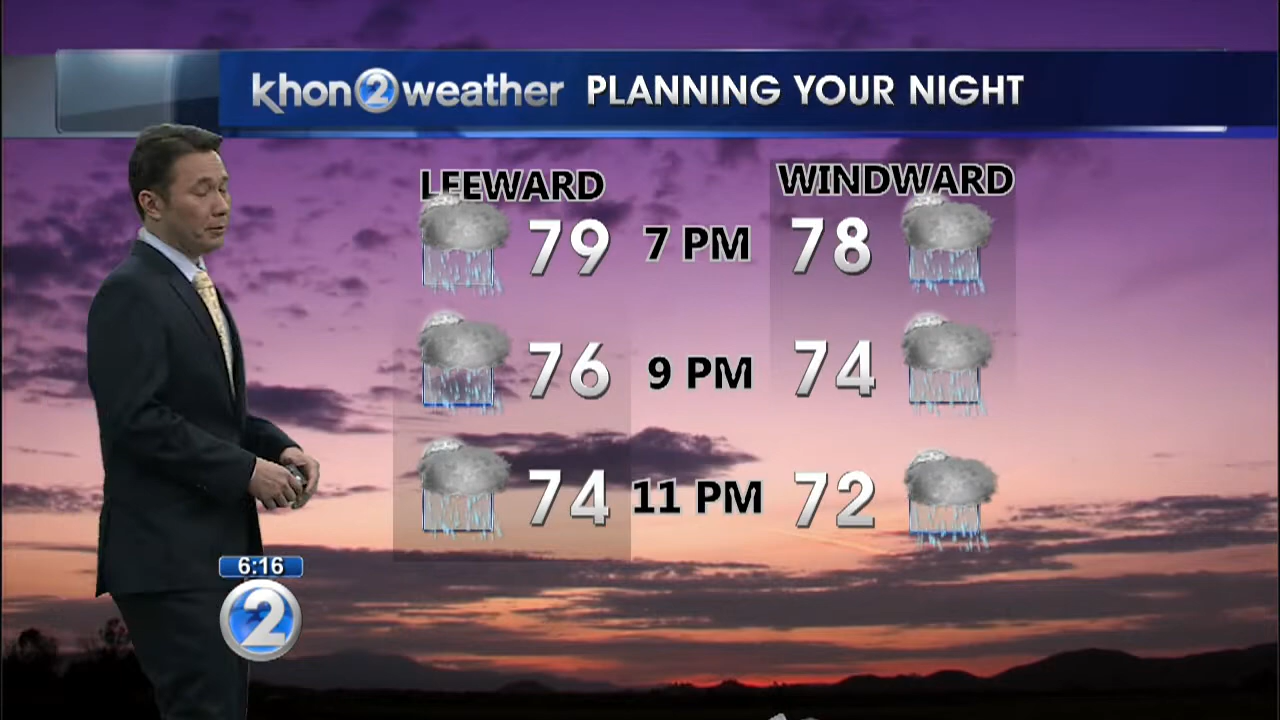 khon2weather PLANNING YOUR NIGHT
LEEWARD WINDWARD
79 7 PM 78
76 9 PM 74
74 11 PM 72
6:16
2